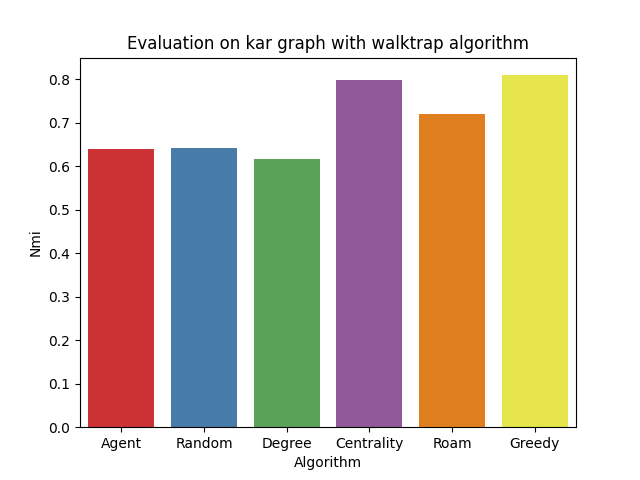 Evaluation on kar graph with walktrap algorithm
Nmi
0.8
0.7
0.6
0.5
0.4
0.3
0.2
0.1
0.0
Agent Random Degree Centrality Roam Greedy
Algorithm